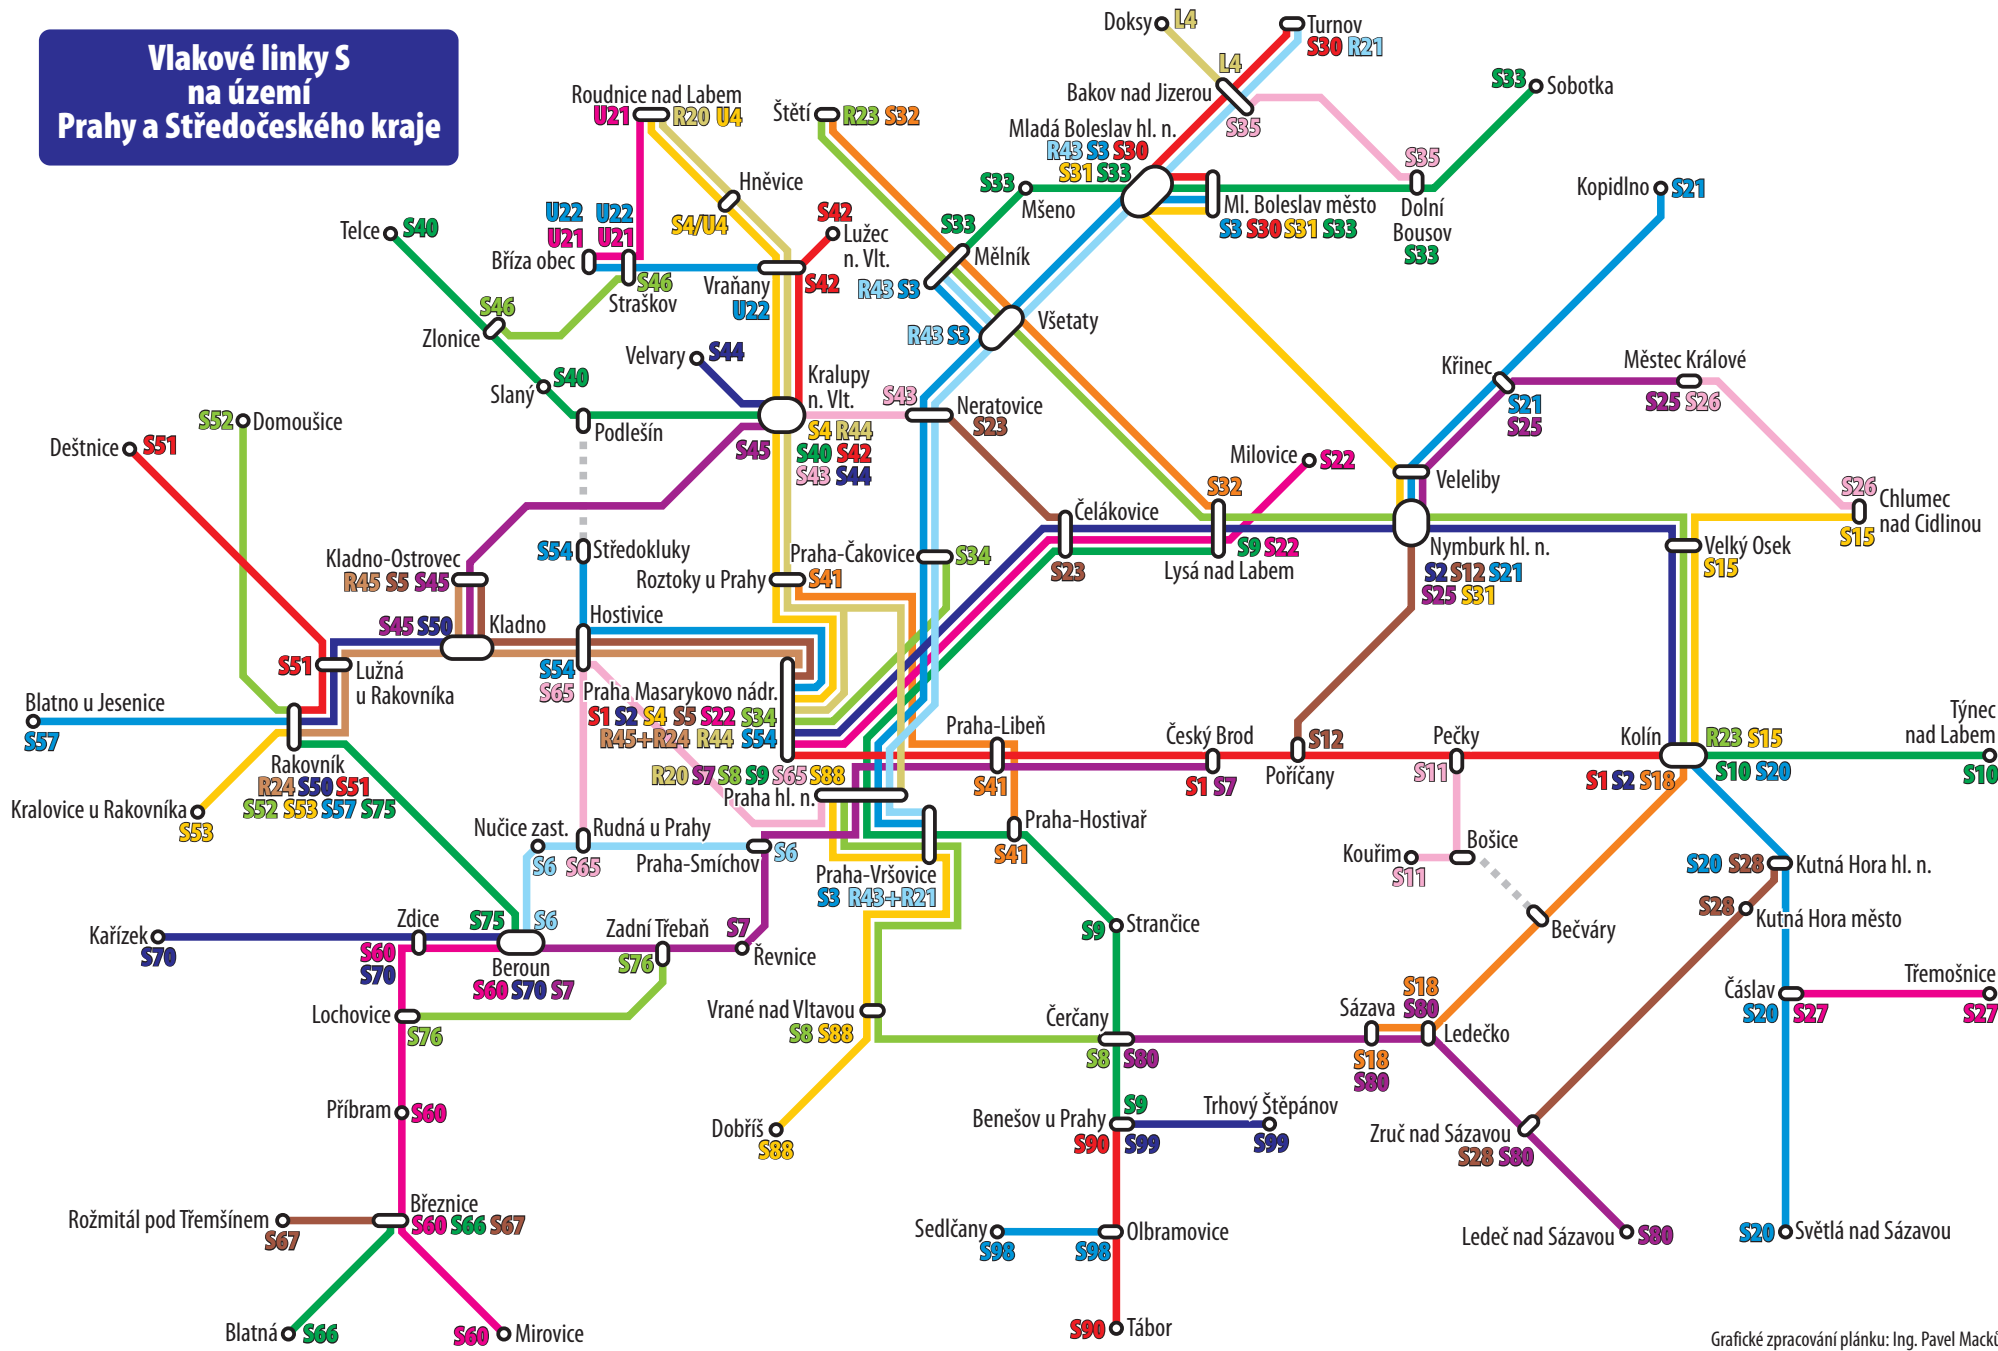 Vlakové linky S
na území
Prahy a Středočeského kraje
Doksy L4
Turnov
S30 R21
L4
Bakov nad Jizerou
S35
S33 Sobotka
Roudnice nad Labem
U21 R20 U4
Štětí R23 S32
Mladá Boleslav hl. n.
R43 S3 S30
S31 S33
S35
Dolní
Bousov
S33
Ml. Boleslav město
S3 S30 S31 S33
Kopidlno S21
Hněvice
S4/U4
S33
Mšeno
S33
Mělník
R43 S3
Telce S40
U22 U22
U21 U21
Bříza obec
S46
Straškov
S42
Lužec
n. Vlt.
S42
Vraňany
U22
S46
Zlonice
Všetaty
R43 S3
Velvary S44
S40
Slaný
Podlešín
Kralupy
n. Vlt.
S4 R44
S40 S42
S43 S44
S45
S43
Neratovice
S23
Křinec
S21
S25
Městec Králové
S25 S26
S52 Domoušice
Deštnice S51
Milovice S22
Veleliby
S26
Chlumec
nad Cidlinou
S15
S32
Čelákovice
S23
S9 S22
Lysá nad Labem
Nymburk hl. n.
S2 S12 S21
S25 S31
Velký Osek
S15
Kladno-Ostrovec
R45 S5 S45
S54 Středokluky
Praha-Čakovice S34
Roztoky u Prahy S41
S45 S50 Kladno
Hostivice
S54
S65
S51 Lužná
u Rakovníka
Blatno u Jesenice
S57
Praha Masarykovo nádr.
S1 S2 S4 S5 S22 S34
R45+R24 R44 S54
R20 S7 S8 S9 S65 S88
Praha hl. n.
Praha-Libeň
S41
Český Brod
S1 S7
S12
Poříčany
Pečky
S11
Kolín
S1 S2 S18
R23 S15
S10 S20
Týnec
nad Labem
S10
Rakovník
R24 S50 S51
S52 S53 S57 S75
Kralovice u Rakovníka
S53
Nučice zast.
S6
Rudná u Prahy
S65
Praha-Smíchov
S6
Praha-Vršovice
S3 R43+R21
Praha-Hostivař
S41
Kouřim
S11
Bošice
S20 S28 Kutná Hora hl. n.
S28
Kutná Hora město
Bečváry
Kařízek
S70
Zdice
S60
S70
S75 S6
Beroun
S60 S70 S7
Zadní Třebaň
S76
S7
Řevnice
S9
Strančice
Čáslav
S20 S27
Třemošnice
S27
Lochovice
S76
Vrané nad Vltavou
S8 S88
Čerčany
S8 S80
Sázava
S18
S80
S18
S80
Ledečko
Příbram S60
Dobříš
S88
Benešov u Prahy
S9
S90 S99
Trhový Štěpánov
S99
Zruč nad Sázavou
S28 S80
Rožmitál pod Třemšínem
S67
Březnice
S60 S66 S67
Sedlčany
S98
S98
Olbramovice
Ledeč nad Sázavou S80
S20 Světlá nad Sázavou
Blatná S66
S60 Mirovice
S90 Tábor
Grafické zpracování plánku: Ing. Pavel Macků